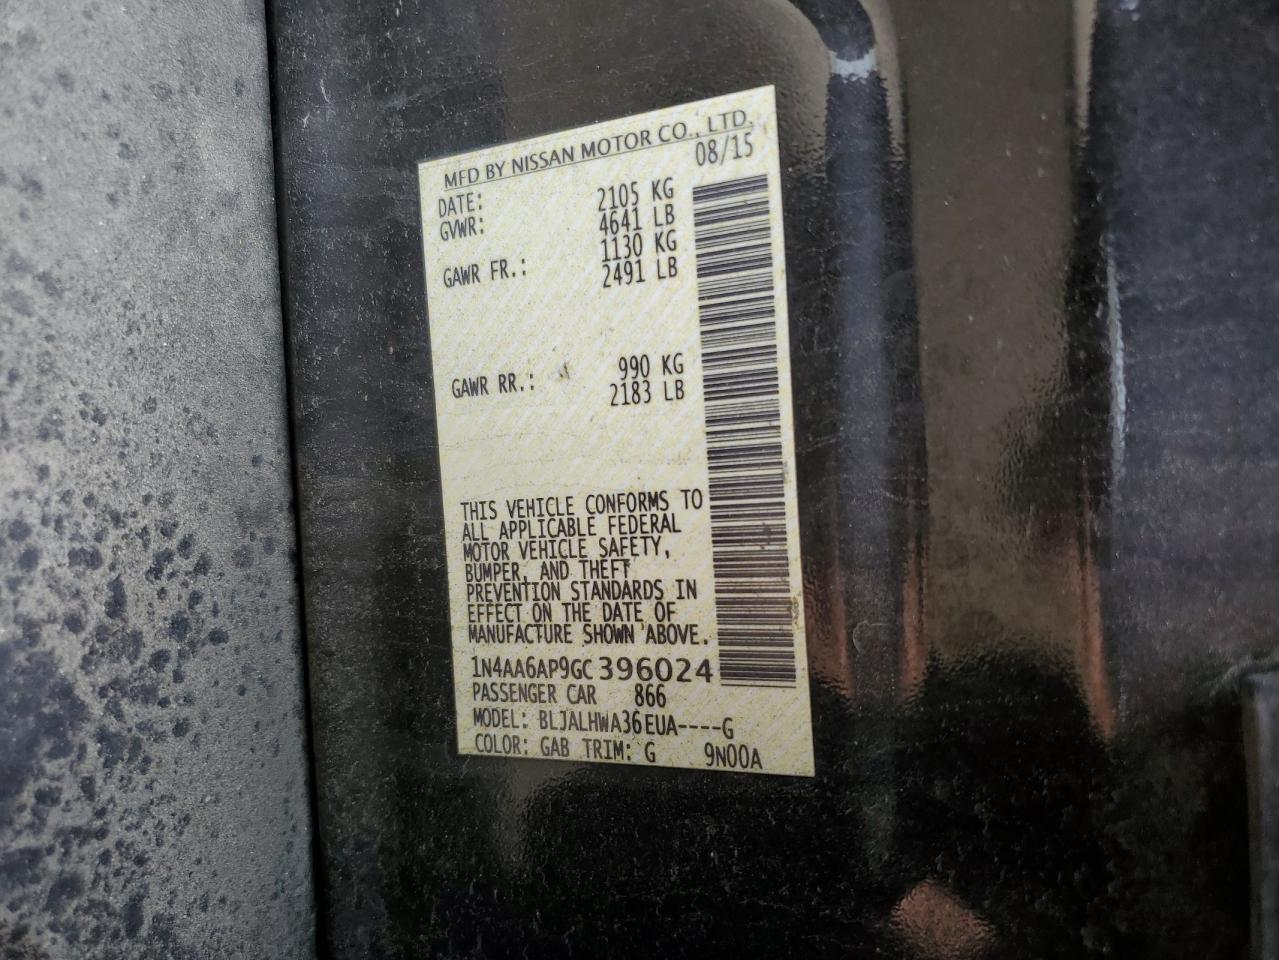 MFD BY NISSAN MOTOR CO., LTD.
DATE: 08/15
GVWR: 2105 KG
4641 LB
GAWR FR.: 1130 KG
2491 LB
GAWR RR.: 990 KG
2183 LB
THIS VEHICLE CONFORMS TO
ALL APPLICABLE FEDERAL
MOTOR VEHICLE SAFETY,
BUMPER, AND THEFT
PREVENTION STANDARDS IN
EFFECT ON THE DATE OF
MANUFACTURE SHOWN ABOVE.
1N4AA6AP9GC396024
PASSENGER CAR 866
MODEL: BLJALHWA36EUA----G
COLOR: GAB TRIM: G 9N00A